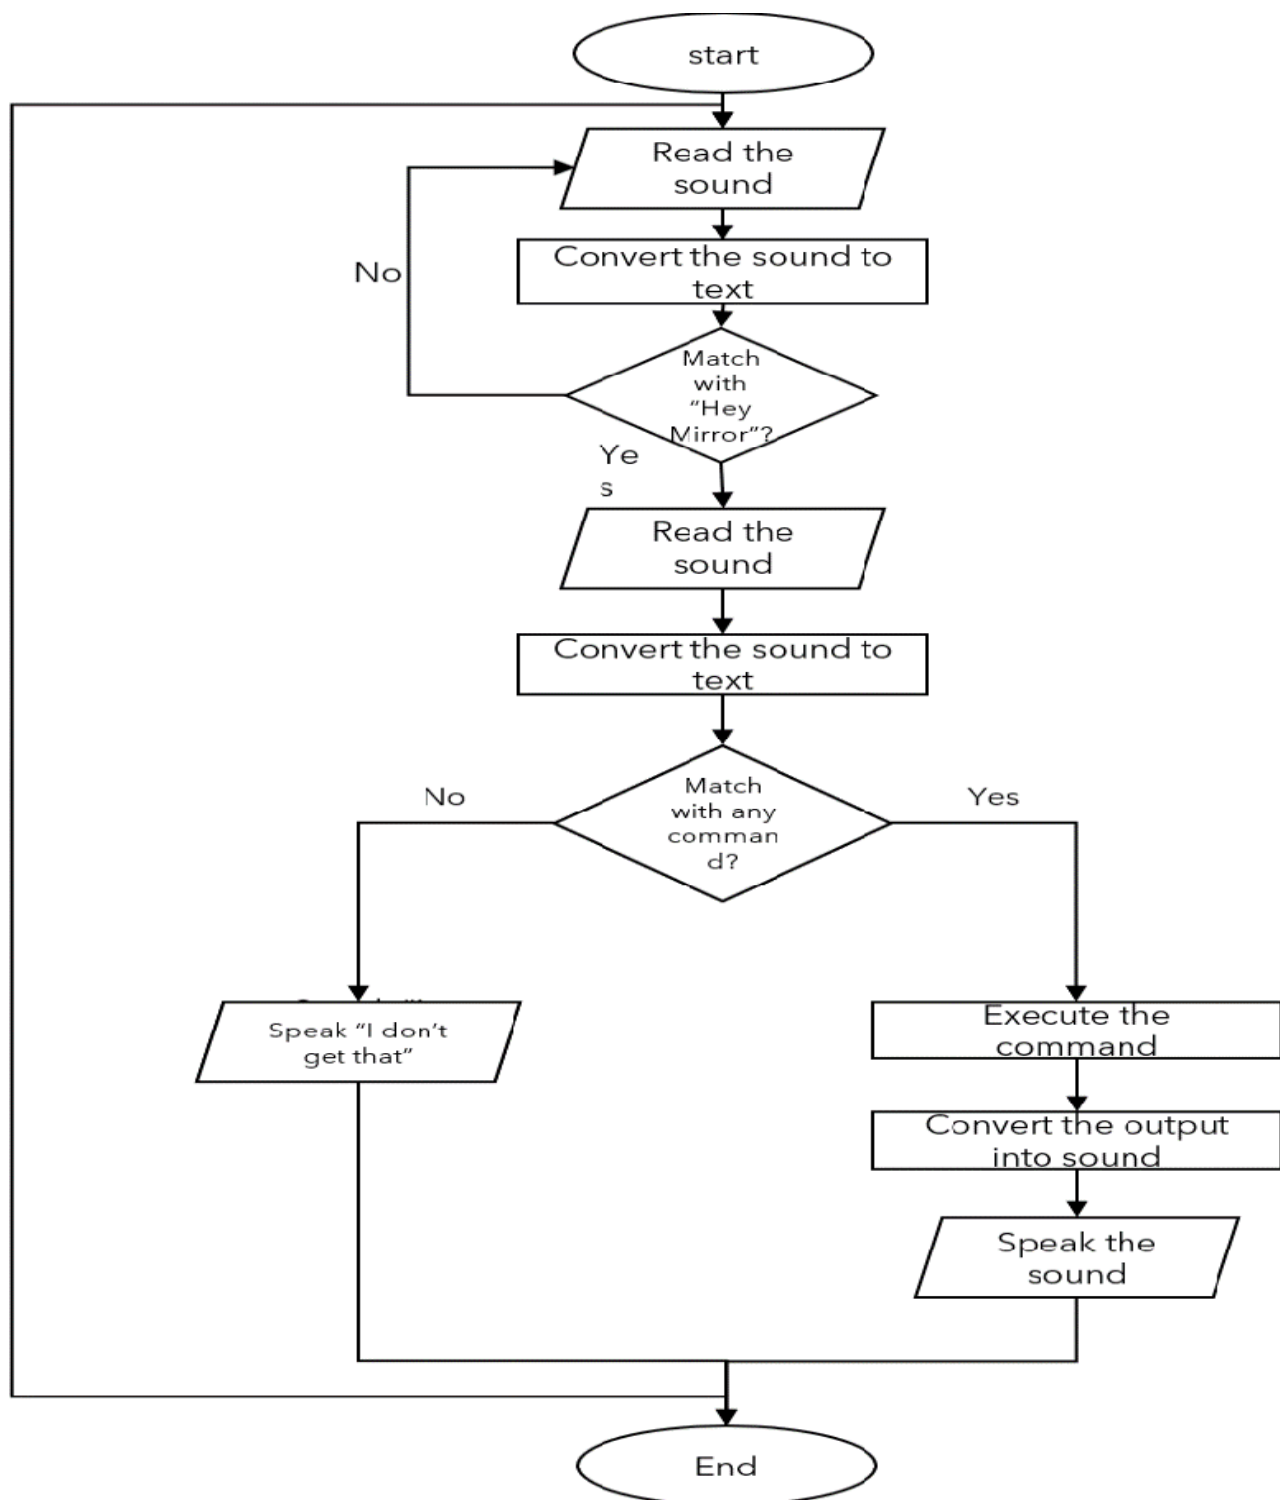 start
Read the
sound
Convert the sound to
text
No
Match
with
“Hey
Mirror”?
Ye
s
Read the
sound
Convert the sound to
text
No
Match
with any
comman
d?
Yes
Speak “I don’t
get that”
Execute the
command
Convert the output
into sound
Speak the
sound
End